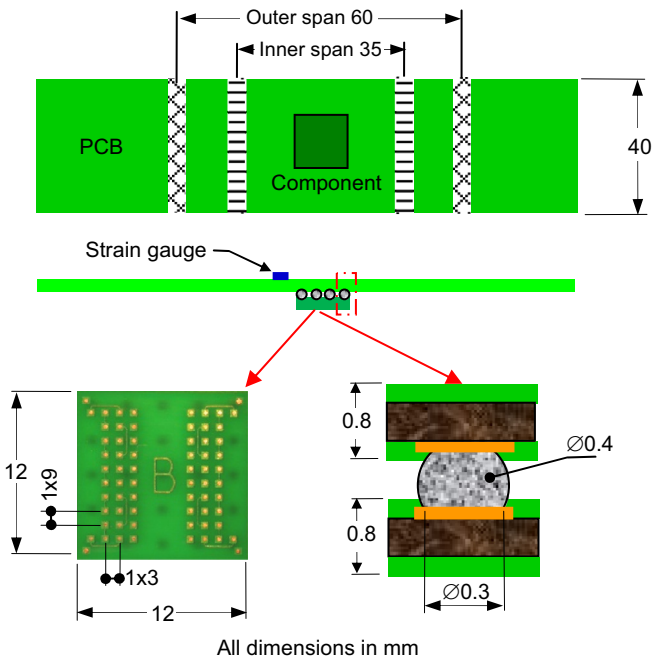 Outer span 60
Inner span 35
PCB
Component
40
Strain gauge
12
1x9
B
1x3
12
0.8
∅0.4
0.8
∅0.3
All dimensions in mm